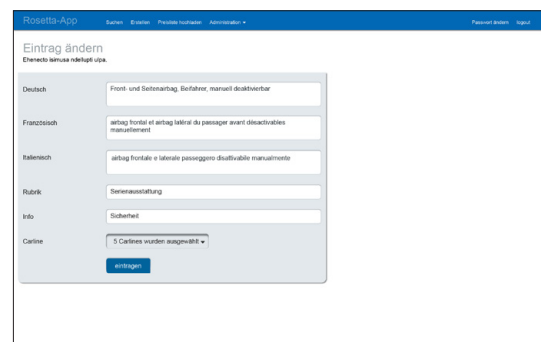 Rosetta-App
Suchen Erstellen Preisliste hochladen Administration
Passwort ändern logout
Eintrag ändern
Ehenecto isimusa ndellupti ulpa.
Deutsch
Front- und Seitenairbag, Beifahrer, manuell deaktivierbar
Französisch
airbag frontal et airbag latéral du passager avant désactivables
manuellement
Italienisch
airbag frontale e laterale passeggero disattivabile manualmente
Rubrik
Serienausstattung
Info
Sicherheit
Carline
5 Carlines wurden ausgewählt
eintragen